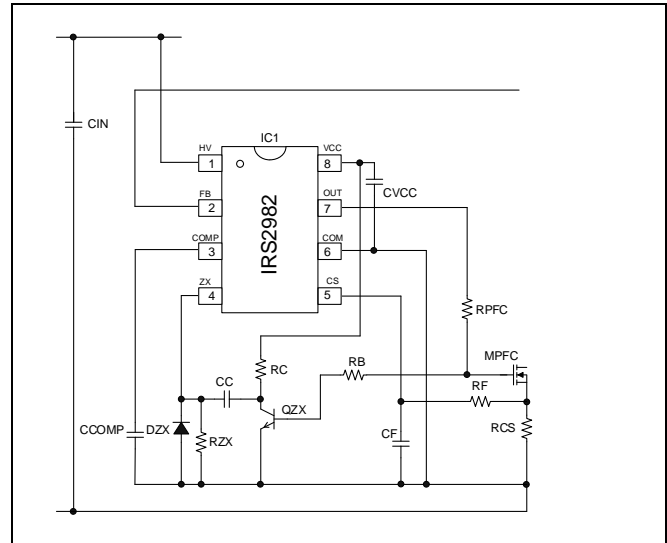 CIN
IC1
HV
VCC
1
8
CVCC
FB
OUT
2
7
IRS2982
COMP
COM
3
6
ZX
CS
4
5
RPFC
MPFC
RC
RB
CC
RF
QZX
RCS
CCOMP
DZX
RZX
CF